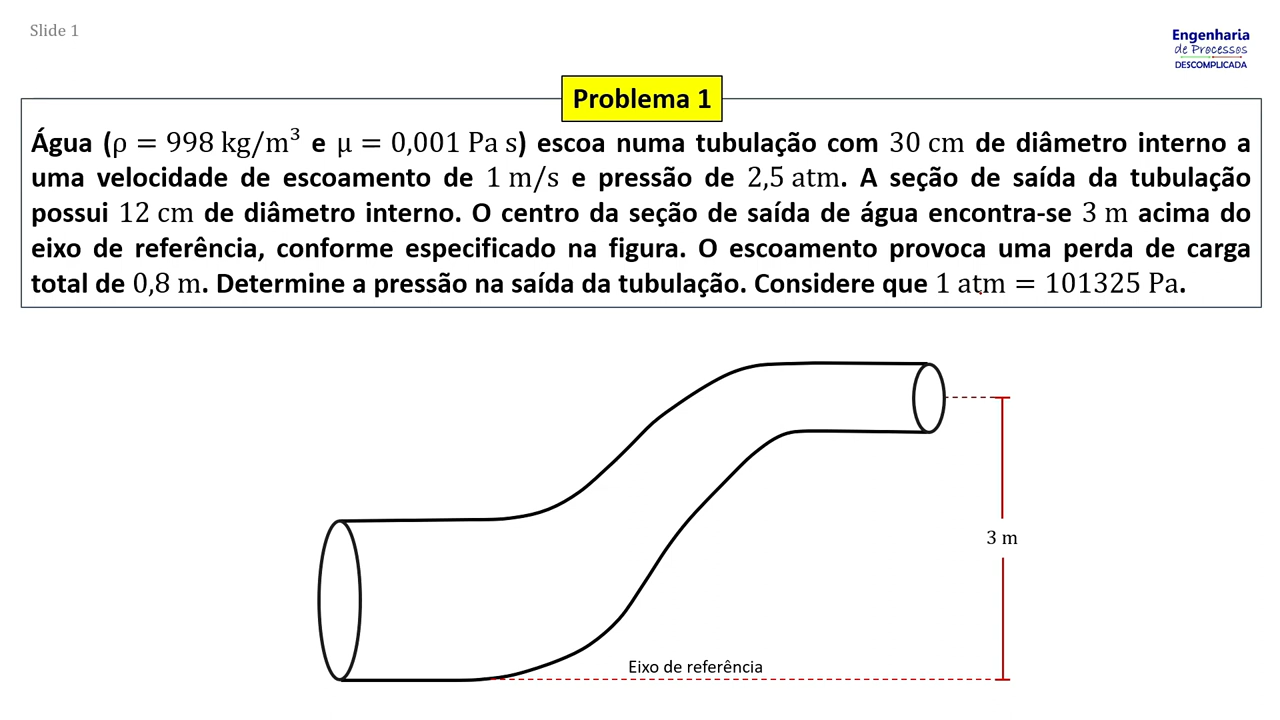 Slide 1
Engenharia
de Processos
DESCOMPLICADA
Problema 1
Água (ρ = 998 kg/m³ e μ = 0,001 Pa s) escoa numa tubulação com 30 cm de diâmetro interno a
uma velocidade de escoamento de 1 m/s e pressão de 2,5 atm. A seção de saída da tubulação
possui 12 cm de diâmetro interno. O centro da seção de saída de água encontra-se 3 m acima do
eixo de referência, conforme especificado na figura. O escoamento provoca uma perda de carga
total de 0,8 m. Determine a pressão na saída da tubulação. Considere que 1 atm = 101325 Pa.
3 m
Eixo de referência